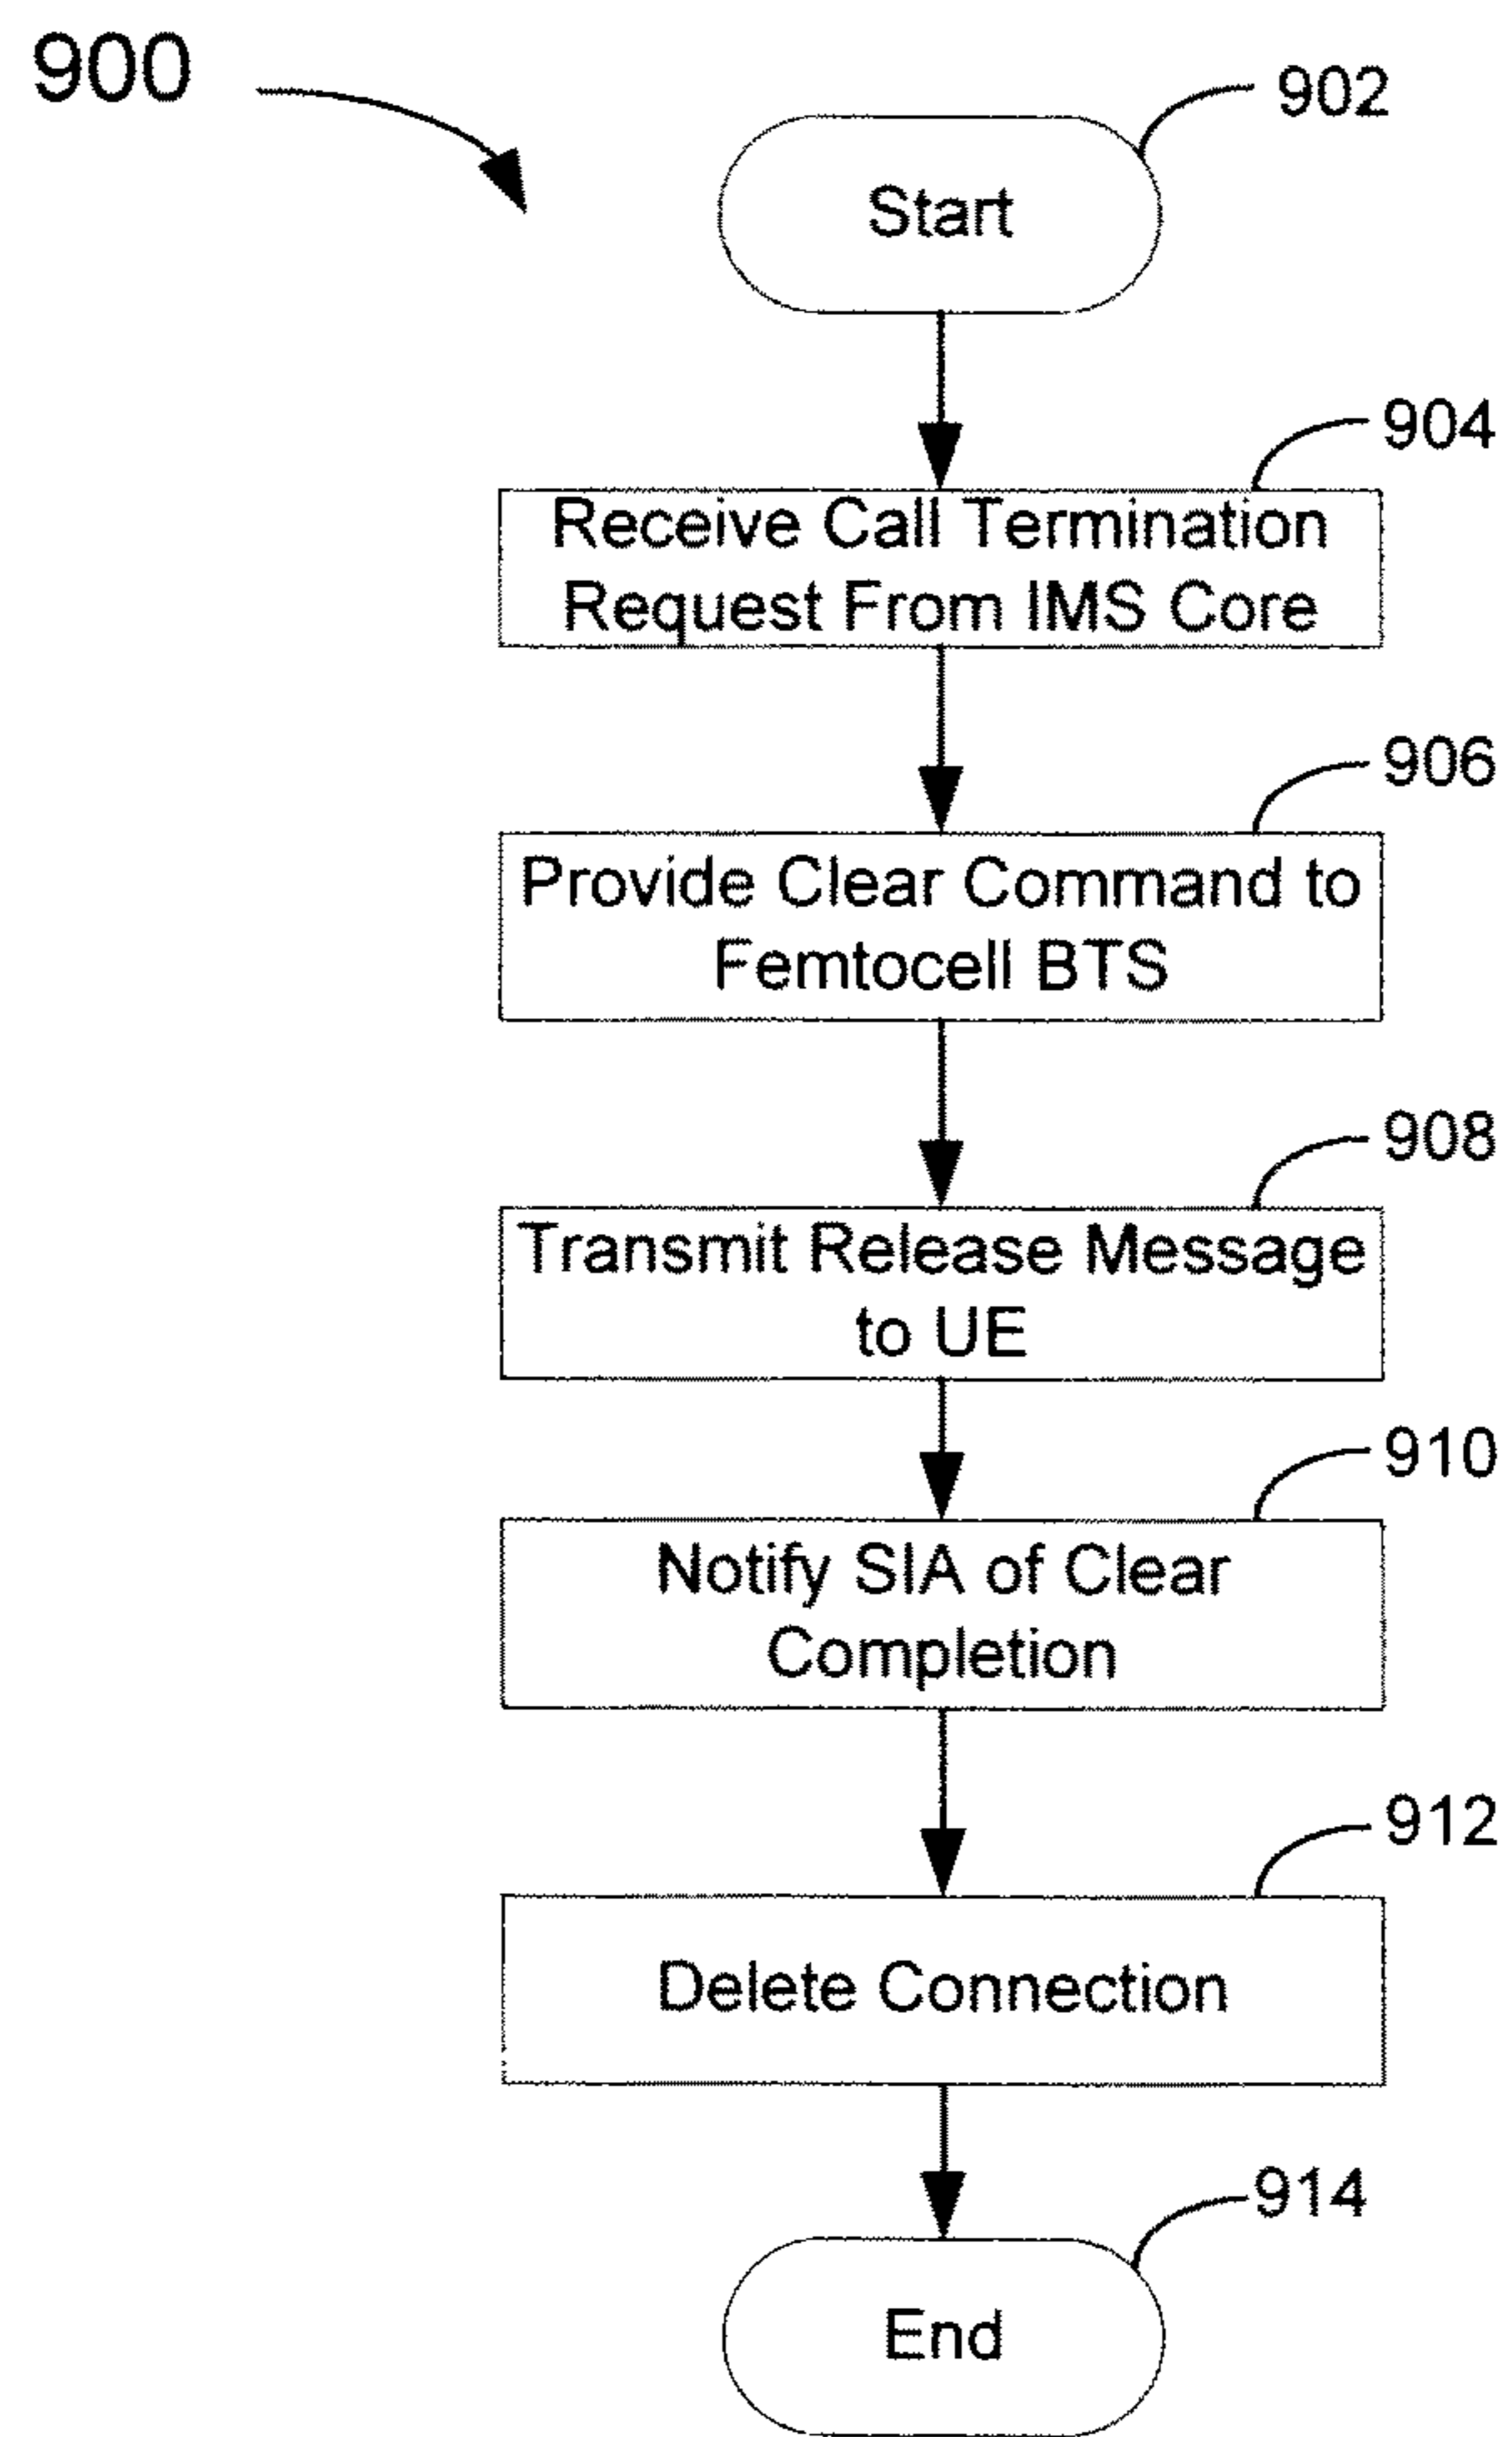 900
902
Start
904
Receive Call Termination
Request From IMS Core
906
Provide Clear Command to
Femtocell BTS
908
Transmit Release Message
to UE
910
Notify SIA of Clear
Completion
912
Delete Connection
914
End